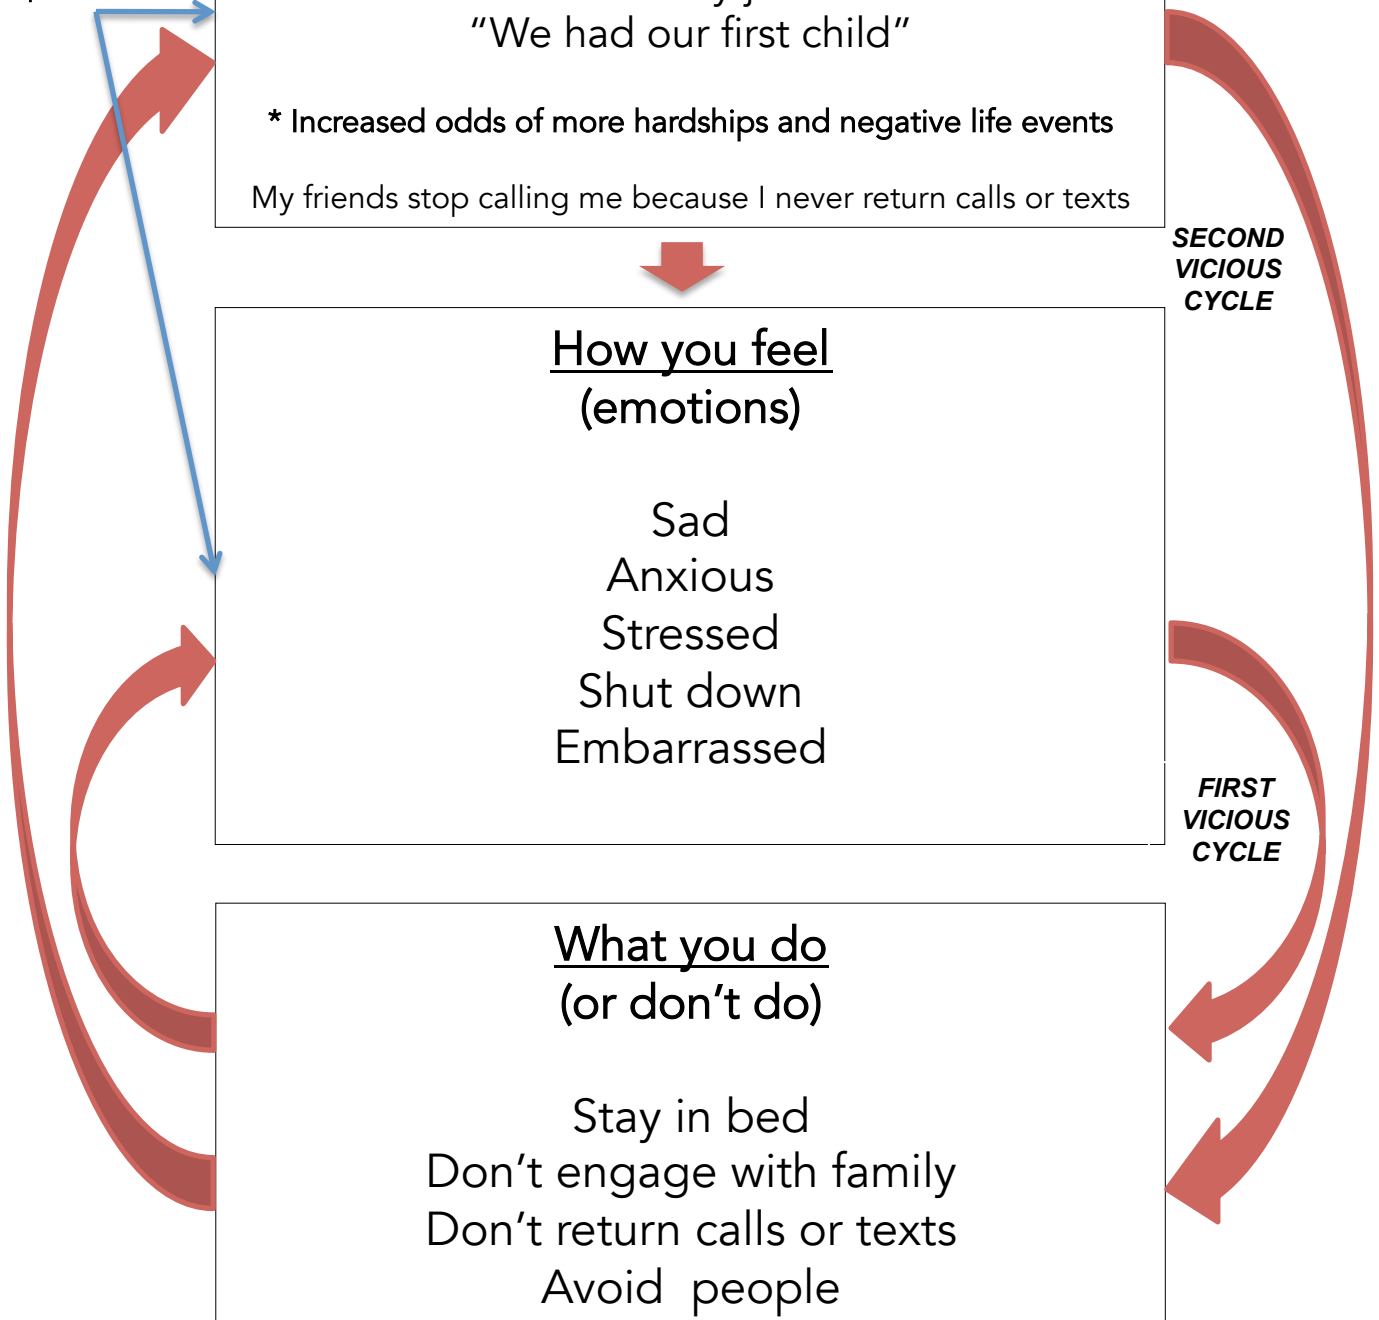 “We had our first child”
* Increased odds of more hardships and negative life events
My friends stop calling me because I never return calls or texts
SECOND
VICIOUS
CYCLE
How you feel
(emotions)
Sad
Anxious
Stressed
Shut down
Embarrassed
FIRST
VICIOUS
CYCLE
What you do
(or don’t do)
Stay in bed
Don’t engage with family
Don’t return calls or texts
Avoid people